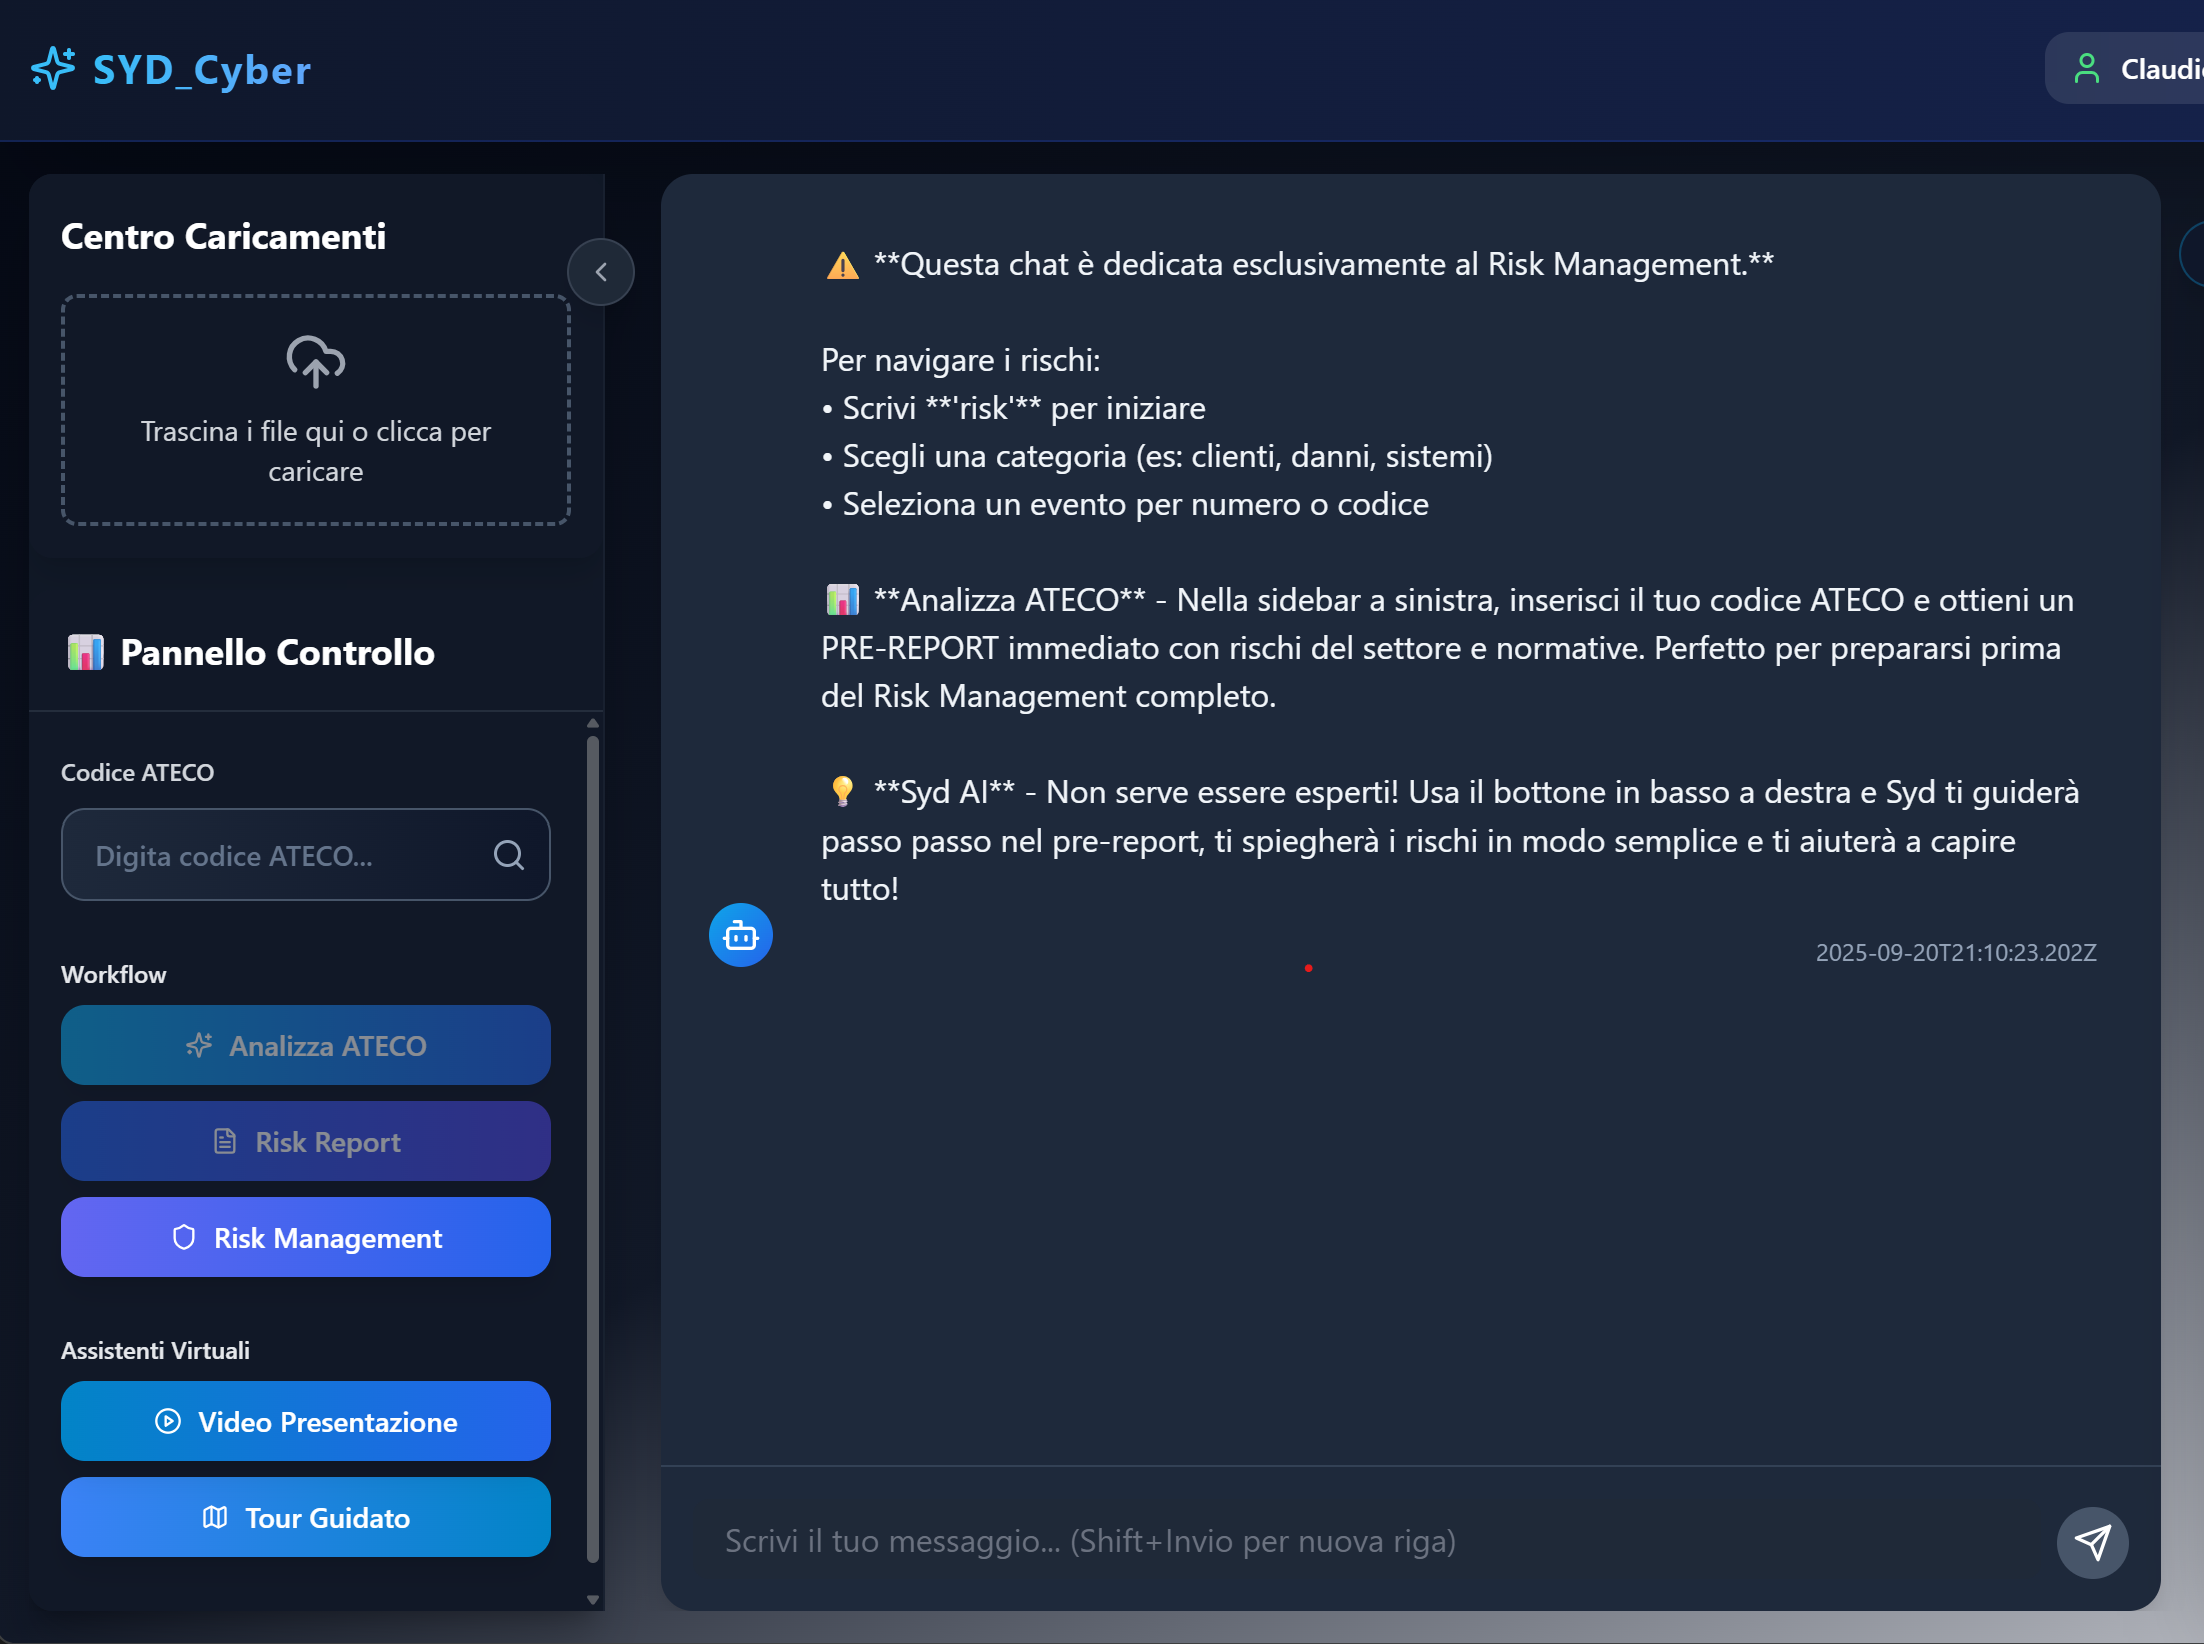 SYD_Cyber
Centro Caricamenti
Trascina i file qui o clicca per
caricare
📊 Pannello Controllo
Codice ATECO
Digita codice ATECO...
Workflow
Analizza ATECO
Risk Report
Risk Management
Assistenti Virtuali
Video Presentazione
Tour Guidato
⚠️ **Questa chat è dedicata esclusivamente al Risk Management.**
Per navigare i rischi:
• Scrivi **'risk'** per iniziare
• Scegli una categoria (es: clienti, danni, sistemi)
• Seleziona un evento per numero o codice
📊 **Analizza ATECO** - Nella sidebar a sinistra, inserisci il tuo codice ATECO e ottieni un
PRE-REPORT immediato con rischi del settore e normative. Perfetto per prepararsi prima
del Risk Management completo.
💡 **Syd AI** - Non serve essere esperti! Usa il bottone in basso a destra e Syd ti guiderà
passo passo nel pre-report, ti spiegherà i rischi in modo semplice e ti aiuterà a capire
tutto!
2025-09-20T21:10:23.202Z
Scrivi il tuo messaggio... (Shift+Invio per nuova riga)